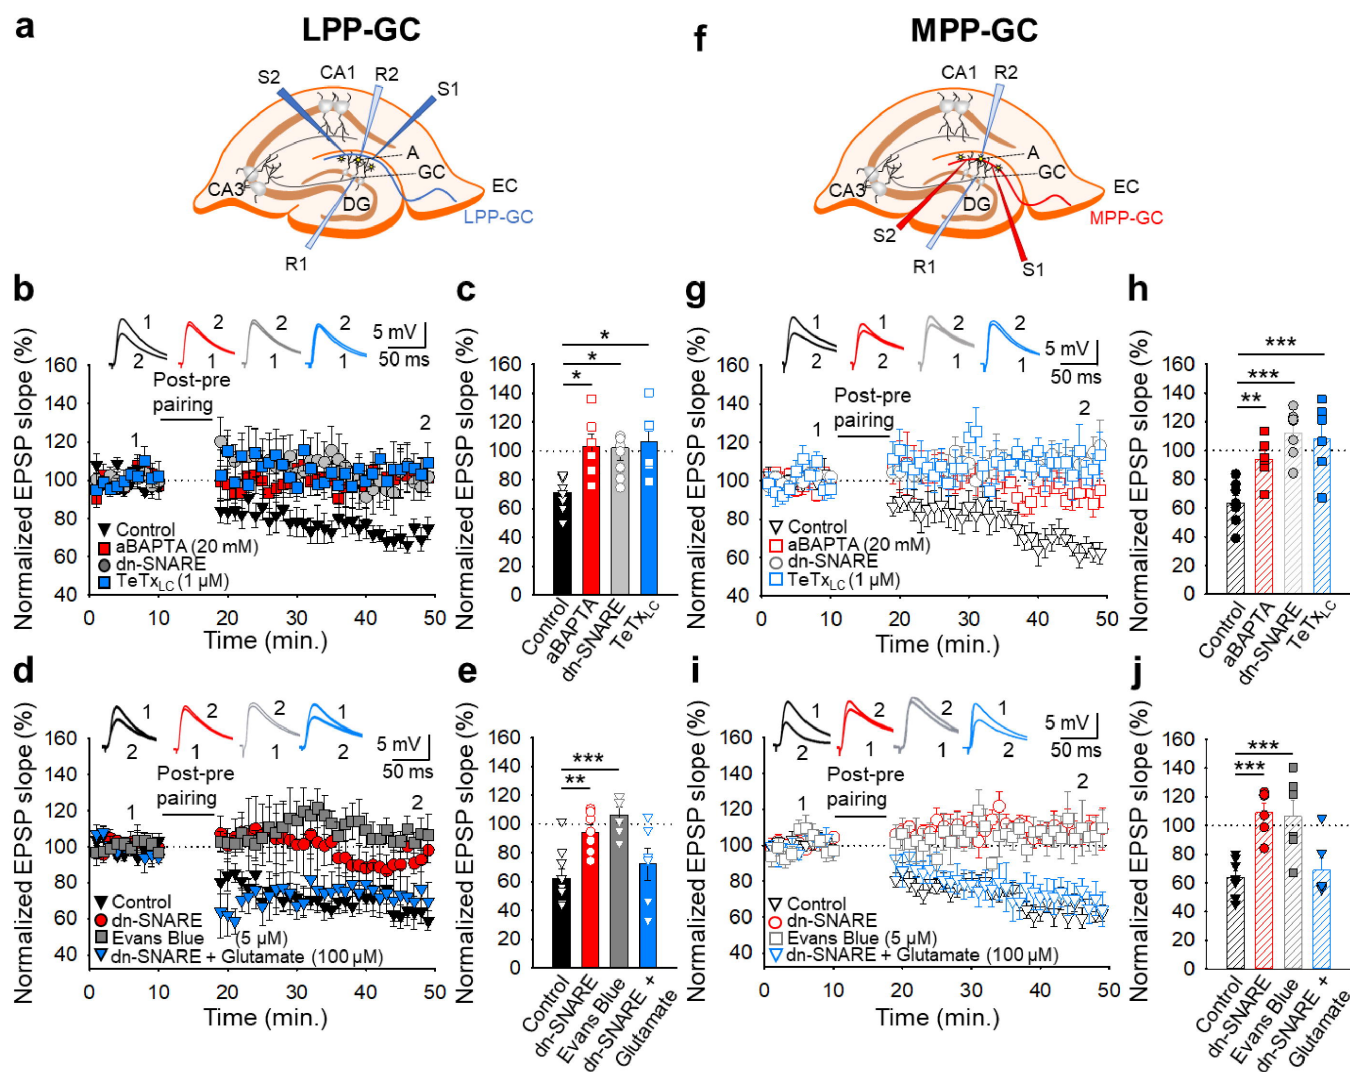 a
LPP-GC
S2
CA1
R2
S1
A
GC
CA3
DG
EC
LPP-GC
R1
f
MPP-GC
CA1
R2
A
GC
CA3
DG
EC
MPP-GC
S2
R1
S1
b
Normalized EPSP slope (%)
160
140
120
100
80
60
40
1
2
2
1
2
1
2
1
5 mV
50 ms
Post-pre
pairing
1
2
Control
aBAPTA (20 mM)
dn-SNARE
TeTxLC (1 µM)
0 10 20 30 40 50
Time (min.)
c
Normalized EPSP slope (%)
160
140
120
100
80
60
40
20
0
*
*
*
Control
aBAPTA
dn-SNARE
TeTxLC
g
Normalized EPSP slope (%)
160
140
120
100
80
60
40
1
2
1
2
2
1
2
1
5 mV
50 ms
Post-pre
pairing
1
2
Control
aBAPTA (20 mM)
dn-SNARE
TeTxLC (1 µM)
0 10 20 30 40 50
Time (min.)
h
Normalized EPSP slope (%)
160
140
120
100
80
60
40
20
0
***
***
**
Control
aBAPTA
dn-SNARE
TeTxLC
d
Normalized EPSP slope (%)
160
140
120
100
80
60
40
1
2
2
1
2
1
1
2
5 mV
50 ms
Post-pre
pairing
1
2
Control
dn-SNARE
Evans Blue (5 µM)
dn-SNARE + Glutamate (100 µM)
0 10 20 30 40 50
Time (min.)
e
Normalized EPSP slope (%)
160
140
120
100
80
60
40
20
0
***
**
Control
dn-SNARE
Evans Blue
dn-SNARE +
Glutamate
i
Normalized EPSP slope (%)
160
140
120
100
80
60
40
1
2
2
1
2
1
1
2
5 mV
50 ms
Post-pre
pairing
1
2
Control
dn-SNARE
Evans Blue (5 µM)
dn-SNARE + Glutamate (100 µM)
0 10 20 30 40 50
Time (min.)
j
Normalized EPSP slope (%)
160
140
120
100
80
60
40
20
0
***
***
Control
dn-SNARE
Evans Blue
dn-SNARE +
Glutamate